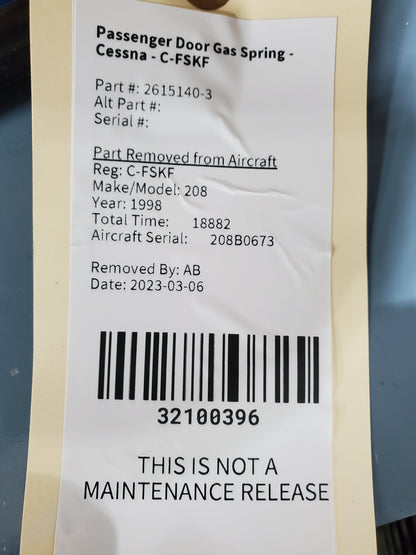 Passenger Door Gas Spring -
Cessna - C-FSKF
Part #: 2615140-3
Alt Part #:
Serial #:
Part Removed from Aircraft
Reg: C-FSKF
Make/Model: 208
Year: 1998
Total Time: 18882
Aircraft Serial: 208B0673
Removed By: AB
Date: 2023-03-06
32100396
THIS IS NOT A
MAINTENANCE RELEASE